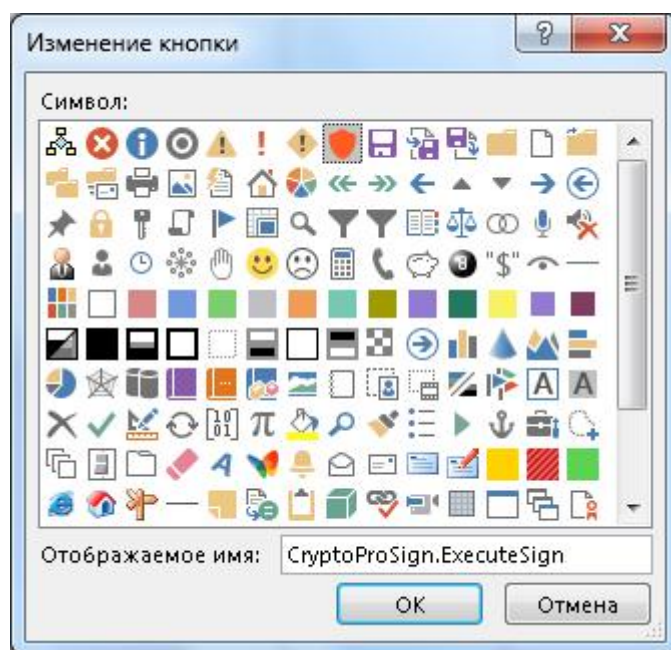 Изменение кнопки
Символ:
"$"
Отображаемое имя: CryptoProSign.ExecuteSign
OK Отмена